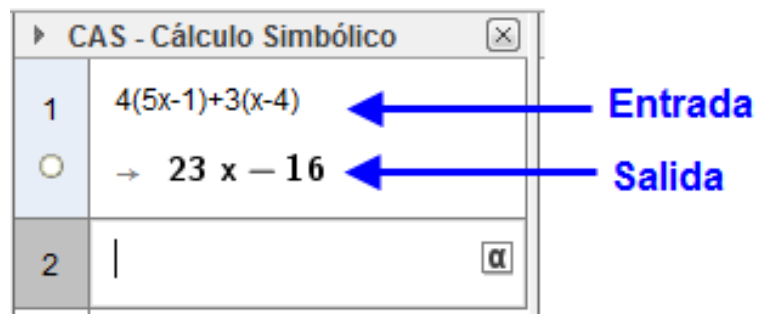 CAS - Cálculo Simbólico
1
4(5x-1)+3(x-4)
Entrada
→ 23 x – 16
Salida
2
α